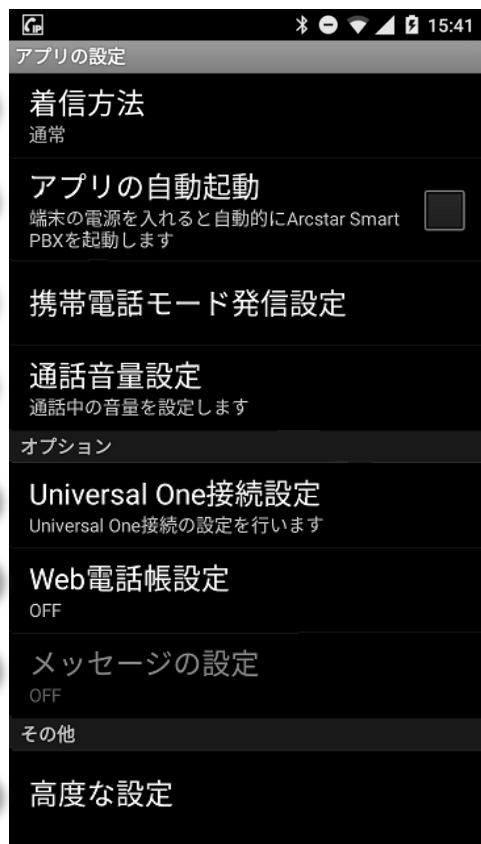 IP
15:41
アプリの設定
着信方法
通常
アプリの自動起動
端末の電源を入れると自動的にArcstar Smart
PBXを起動します
携帯電話モード発信設定
通話音量設定
通話中の音量を設定します
オプション
Universal One接続設定
Universal One接続の設定を行います
Web電話帳設定
OFF
メッセージの設定
OFF
その他
高度な設定